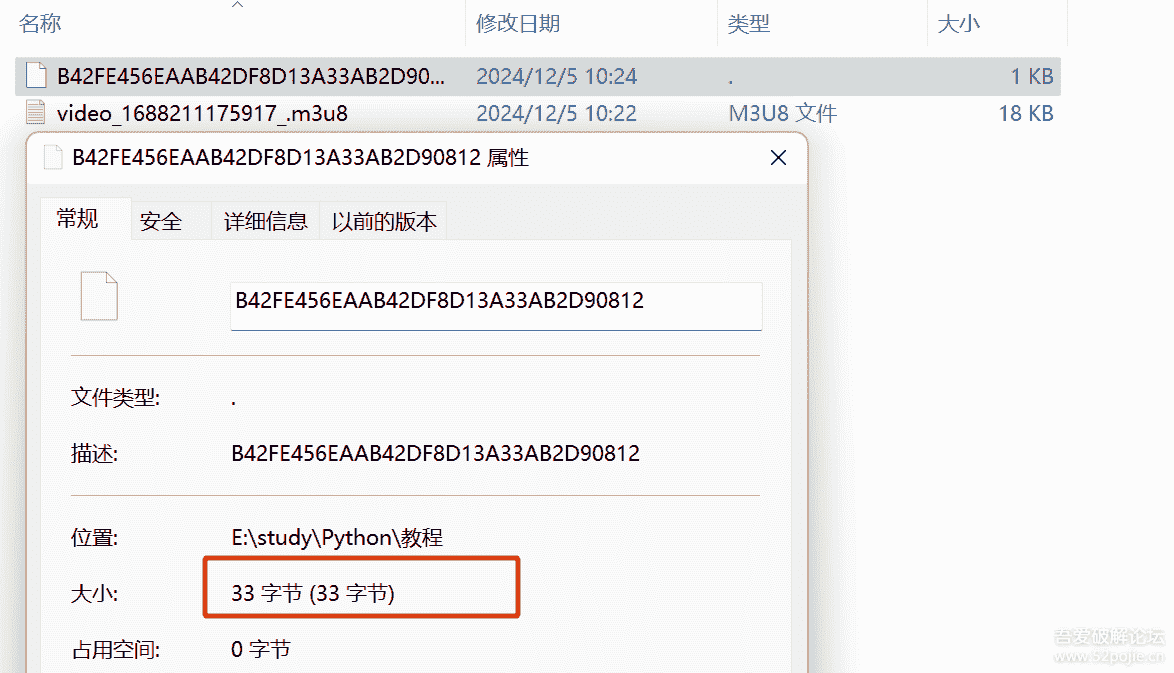 名称 修改日期 类型 大小
B42FE456EAAB42DF8D13A33AB2D90... 2024/12/5 10:24 . 1 KB
video_1688211175917_.m3u8 2024/12/5 10:22 M3U8 文件 18 KB
B42FE456EAAB42DF8D13A33AB2D90812 属性
常规 安全 详细信息 以前的版本
B42FE456EAAB42DF8D13A33AB2D90812
文件类型: .
描述: B42FE456EAAB42DF8D13A33AB2D90812
位置: E:\study\Python\教程
大小: 33 字节 (33 字节)
占用空间: 0 字节
吾爱破解论坛
www.52pojie.cn